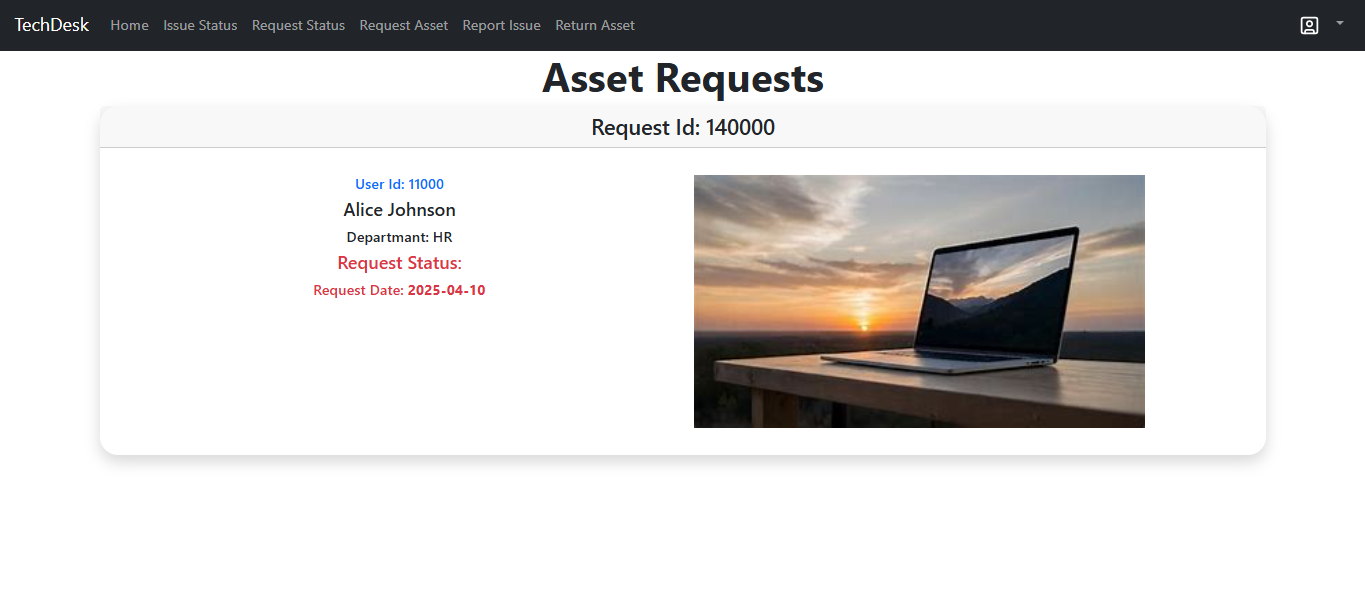 TechDesk Home Issue Status Request Status Request Asset Report Issue Return Asset
Asset Requests
Request Id: 140000
User Id: 11000
Alice Johnson
Departmant: HR
Request Status:
Request Date: 2025-04-10